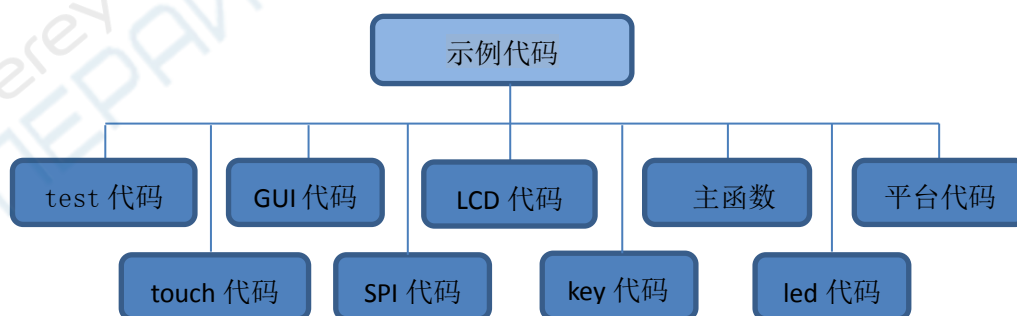 示例代码
test 代码
GUI 代码
LCD 代码
主函数
平台代码
touch 代码
SPI 代码
key 代码
led 代码